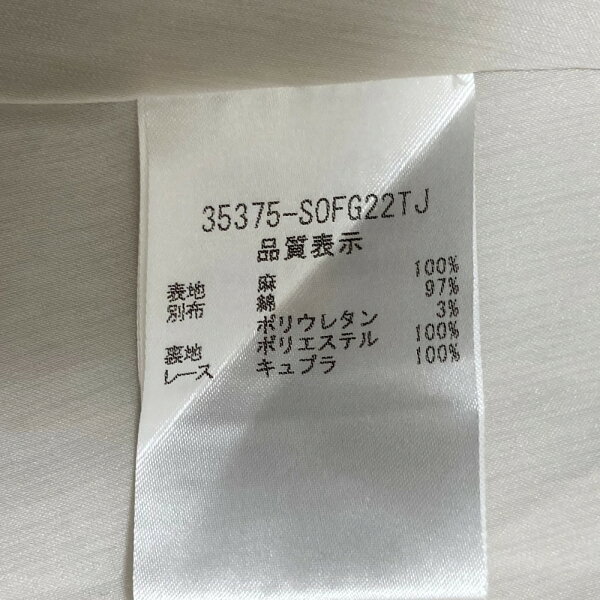 35375-SOFG22TJ
品質表示
表地 麻 100%
別布 綿 97%
ポリウレタン 3%
裏地 ポリエステル 100%
レース キュプラ 100%